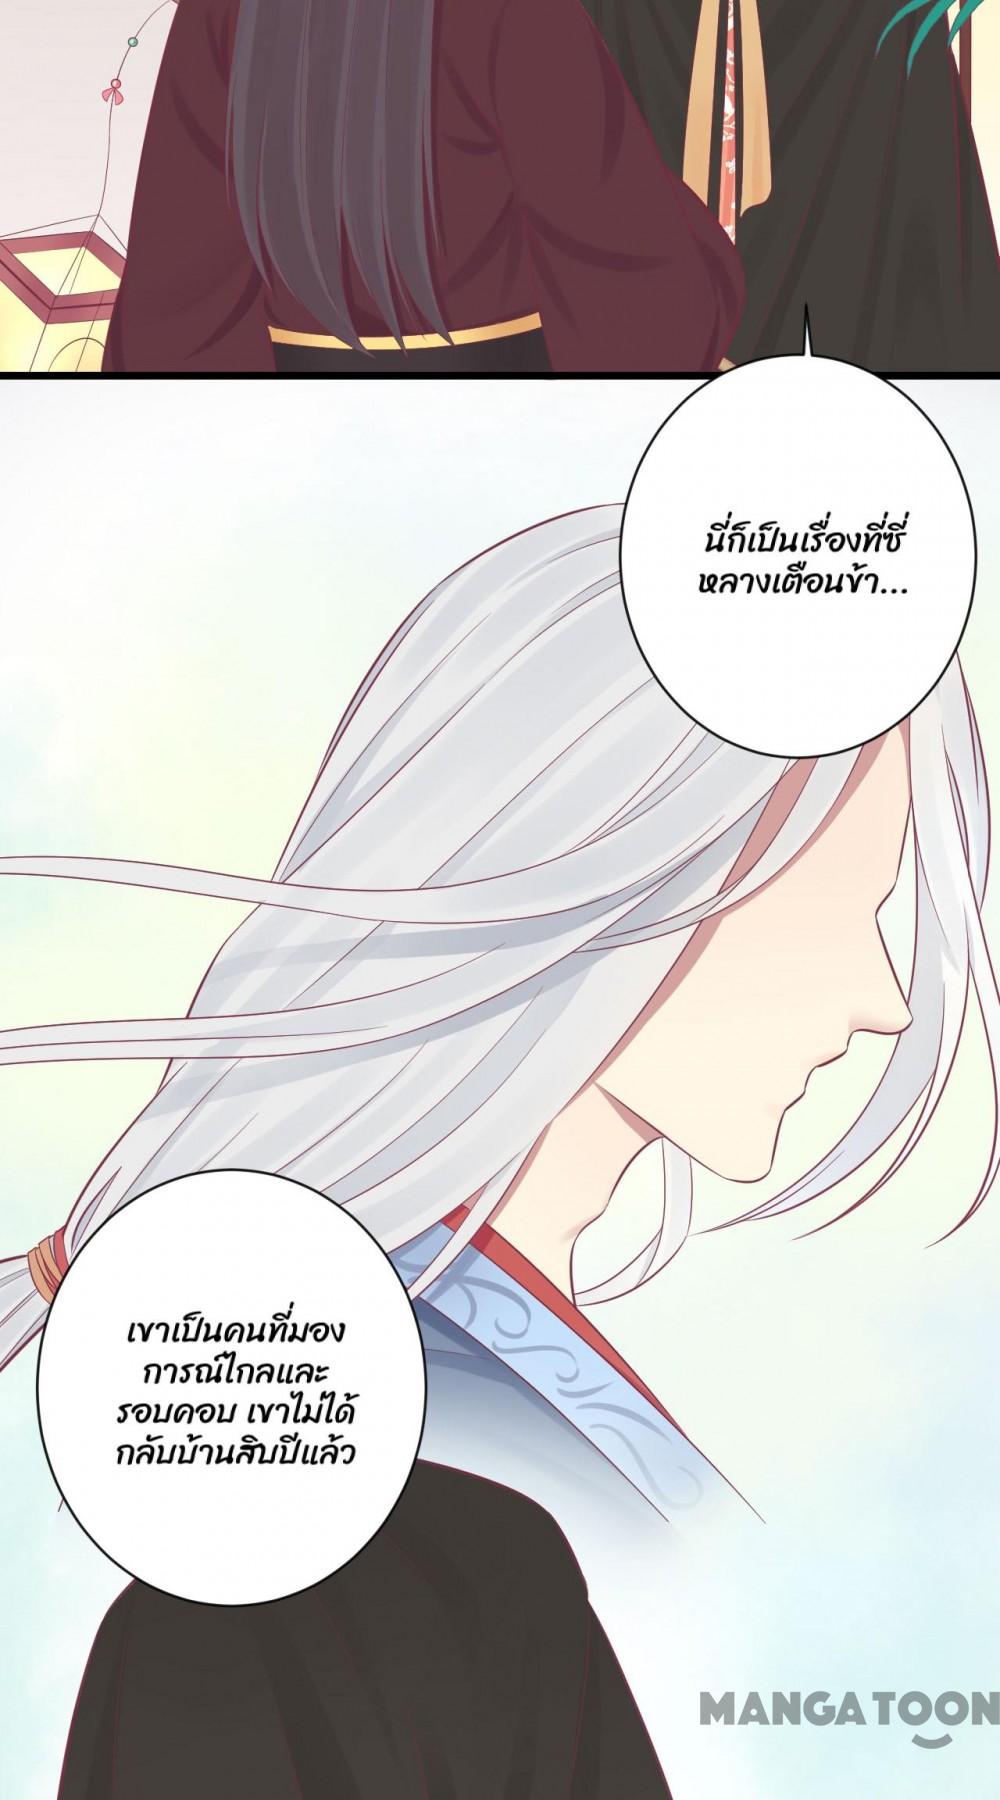 นี่ก็เป็นเรื่องที่ซี่
หลางเตือนข้า...
เขาเป็นคนที่มอง
การณ์ไกลและ
รอบคอบ เขาไม่ได้
กลับบ้านสิบปีแล้ว
MANGATOON